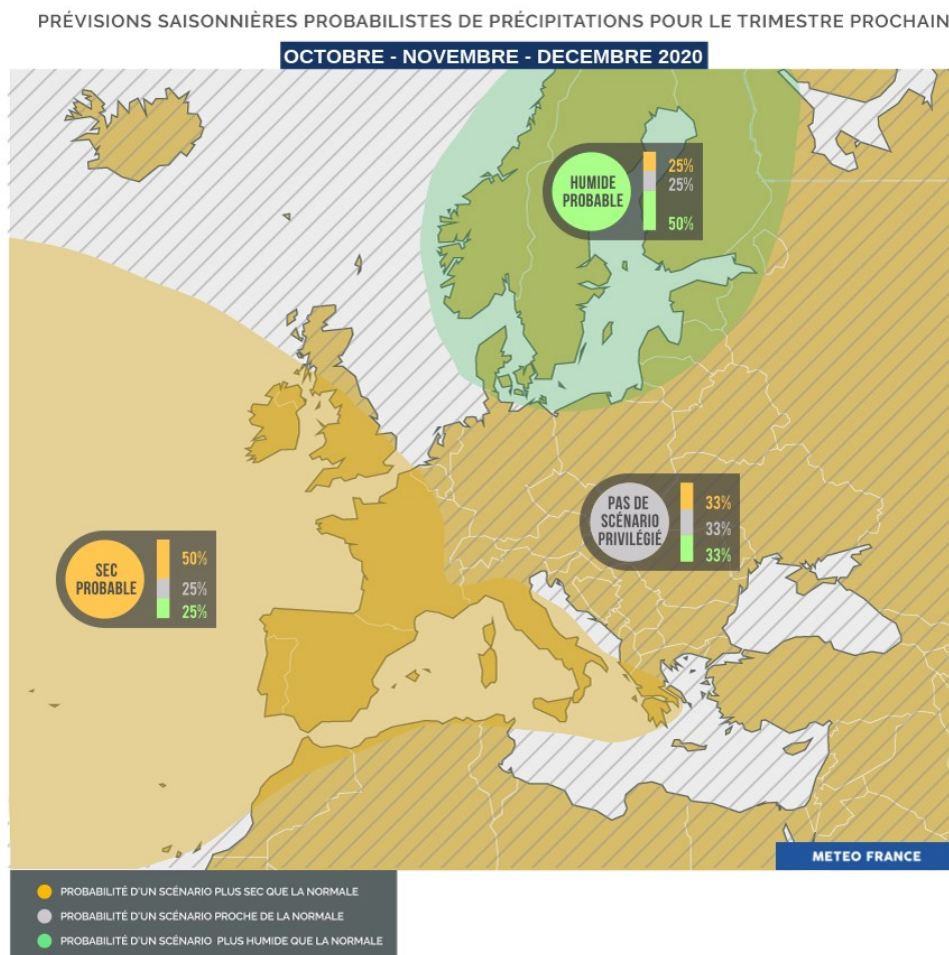 PRÉVISIONS SAISONNIÈRES PROBABILISTES DE PRÉCIPITATIONS POUR LE TRIMESTRE PROCHAIN
OCTOBRE - NOVEMBRE - DECEMBRE 2020
HUMIDE
PROBABLE
25%
25%
50%
PAS DE
SCÉNARIO
PRIVILÉGIÉ
33%
33%
33%
SEC
PROBABLE
50%
25%
25%
METEO FRANCE
PROBABILITÉ D'UN SCÉNARIO PLUS SEC QUE LA NORMALE
PROBABILITÉ D'UN SCÉNARIO PROCHE DE LA NORMALE
PROBABILITÉ D'UN SCÉNARIO PLUS HUMIDE QUE LA NORMALE